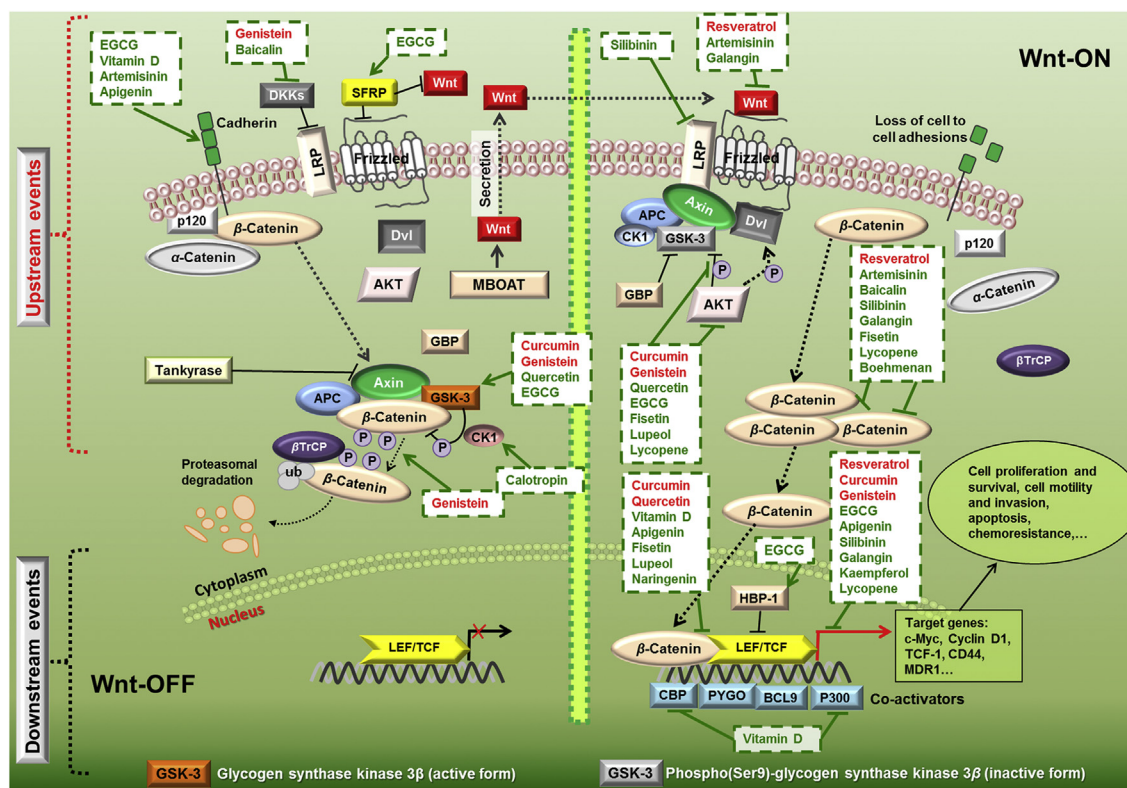 Upstream events
Downstream events
EGCG
Vitamin D
Artemisinin
Apigenin
Genistein
Baicalin
DKKs
EGCG
SFRP
Wnt
Cadherin
LRP
Frizzled
Wnt
Secretion
Wnt
MBOAT
p120
β-Catenin
α-Catenin
Dvl
AKT
GBP
Tankyrase
Axin
APC
GSK-3
β-Catenin
CK1
P
P
P
P
P
βTrCP
ub
β-Catenin
Curcumin
Genistein
Quercetin
EGCG
Calotropin
Genistein
Proteasomal
degradation
Cytoplasm
Nucleus
LEF/TCF
Wnt-OFF
Wnt-ON
Silibinin
Resveratrol
Artemisinin
Galangin
Wnt
LRP
Frizzled
Loss of cell to
cell adhesions
Axin
APC
CK1
GSK-3
Dvl
P
P
GBP
AKT
β-Catenin
p120
α-Catenin
βTrCP
Resveratrol
Artemisinin
Baicalin
Silibinin
Galangin
Fisetin
Lycopene
Boehmenan
Curcumin
Genistein
Quercetin
EGCG
Fisetin
Lupeol
Lycopene
β-Catenin
β-Catenin
β-Catenin
Curcumin
Quercetin
Vitamin D
Apigenin
Fisetin
Lupeol
Naringenin
β-Catenin
Resveratrol
Curcumin
Genistein
EGCG
Apigenin
Silibinin
Galangin
Kaempferol
Lycopene
EGCG
HBP-1
β-Catenin
LEF/TCF
CBP
PYGO
BCL9
P300
Co-activators
Vitamin D
Cell proliferation and
survival, cell motility
and invasion,
apoptosis,
chemoresistance,...
Target genes:
c-Myc, Cyclin D1,
TCF-1, CD44,
MDR1...
GSK-3
Glycogen synthase kinase 3β (active form)
GSK-3
Phospho(Ser9)-glycogen synthase kinase 3β (inactive form)